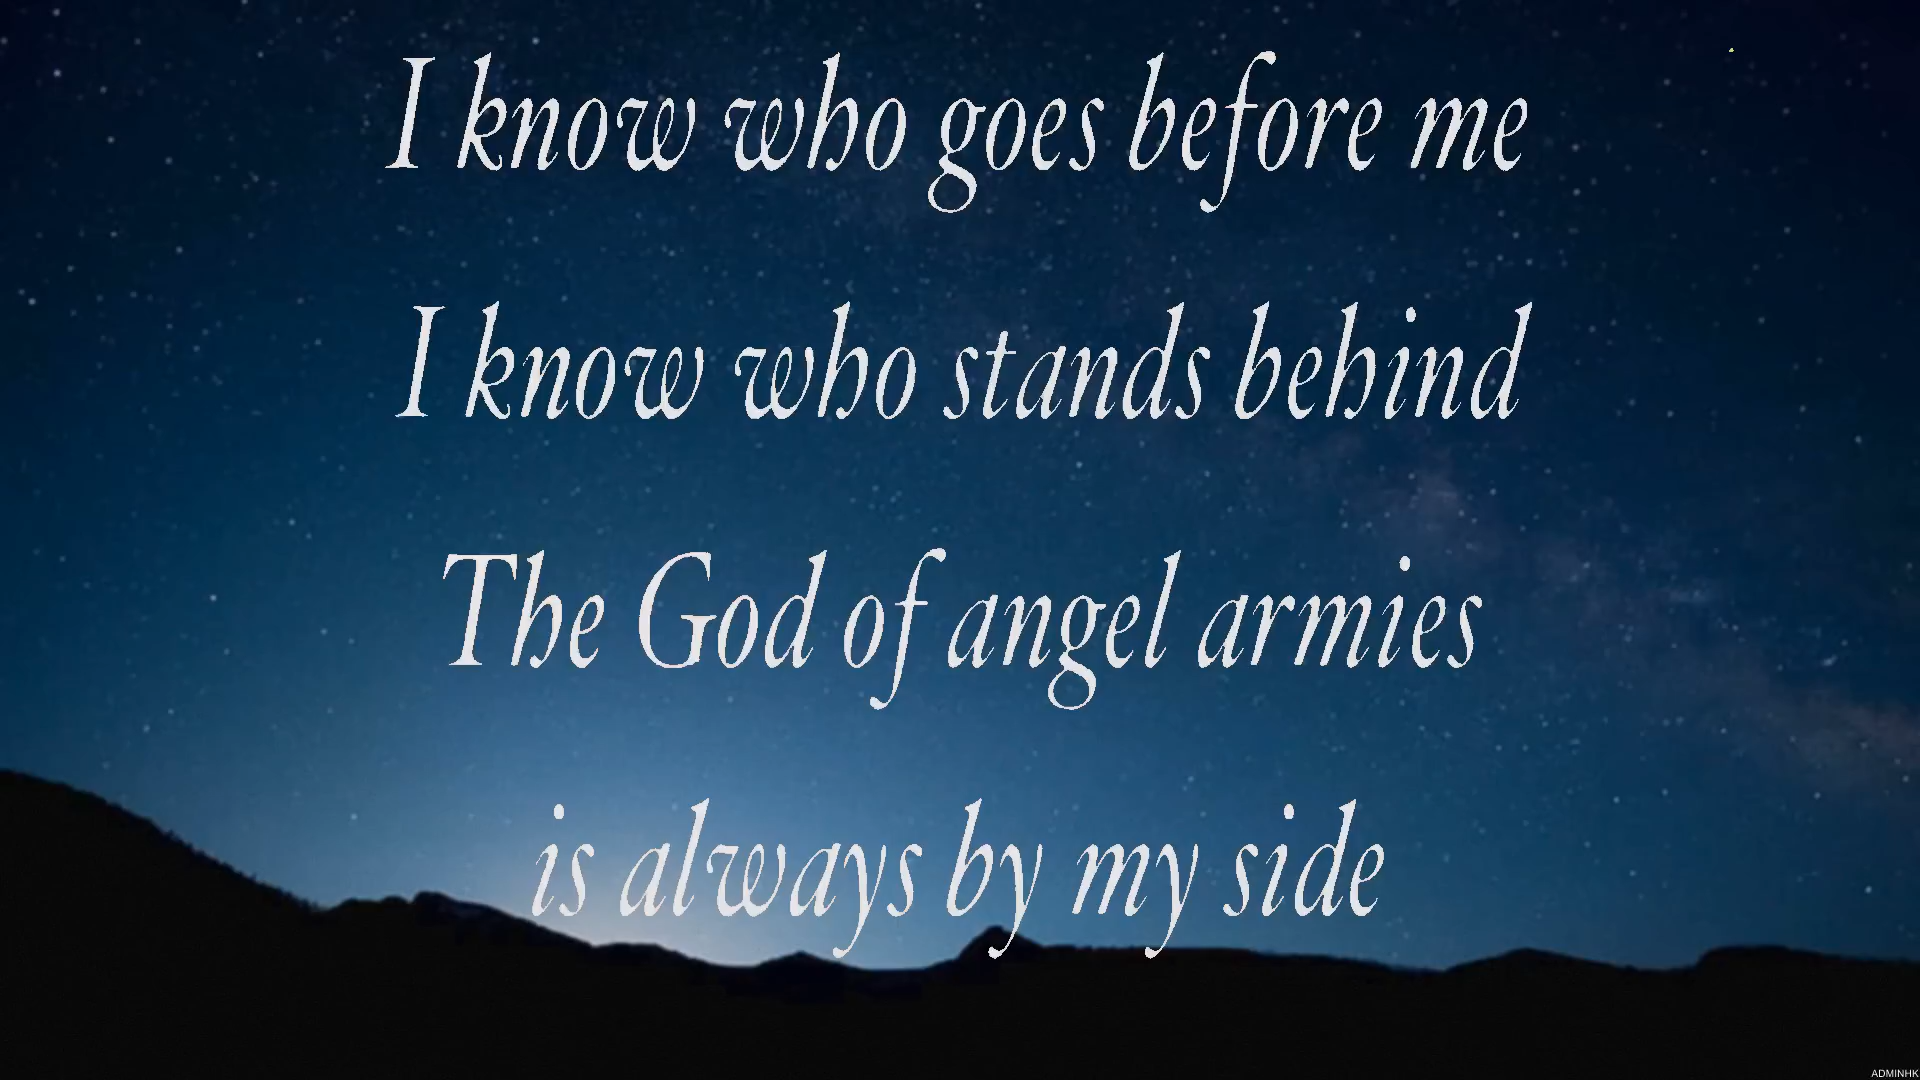 I know who goes before me
I know who stands behind
The God of angel armies
is always by my side
ADMINHK